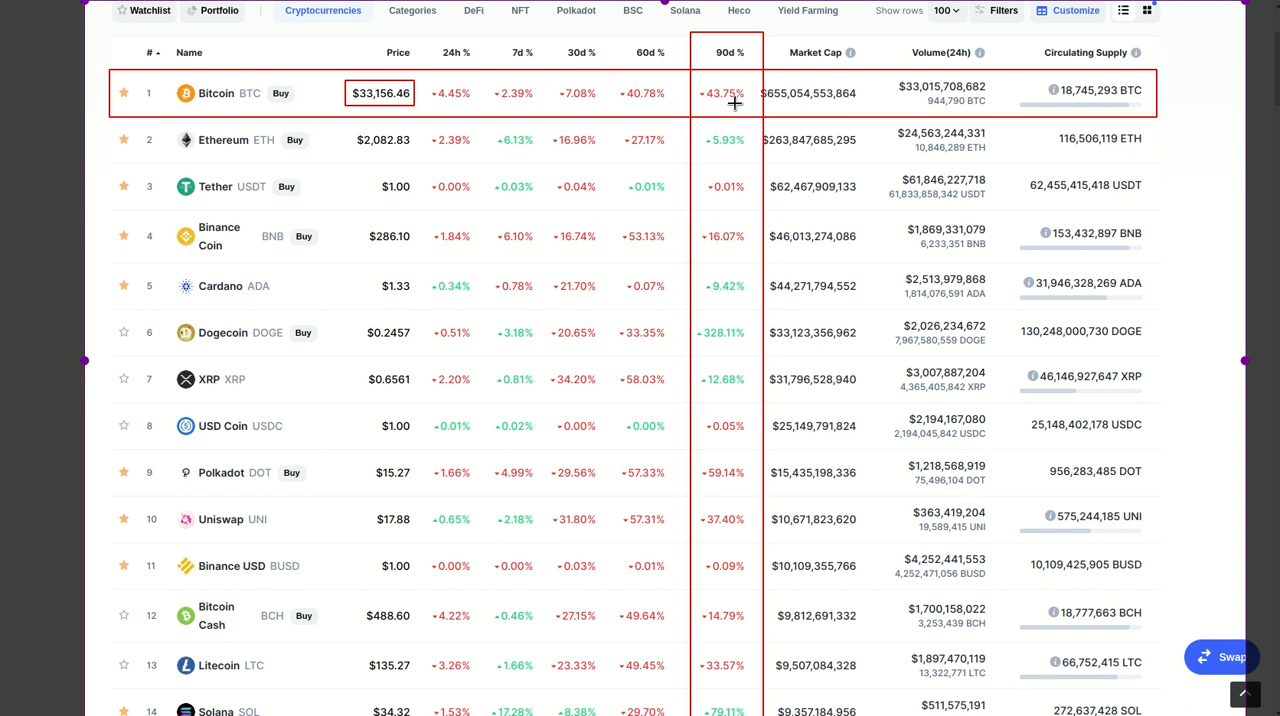 Watchlist Portfolio Cryptocurrencies Categories DeFi NFT Polkadot BSC Solana Heco Yield Farming Show rows 100 Filters Customize
# Name Price 24h % 7d % 30d % 60d % 90d % Market Cap Volume(24h) Circulating Supply
1 Bitcoin BTC Buy $33,156.46 4.45% 2.39% 7.08% 40.78% 43.75% $655,054,553,864 $33,015,708,682 18,745,293 BTC
944,790 BTC
2 Ethereum ETH Buy $2,082.83 2.39% 6.13% 16.96% 27.17% 5.93% $263,847,685,295 $24,563,244,331 116,506,119 ETH
10,846,289 ETH
3 Tether USDT Buy $1.00 0.00% 0.03% 0.04% 0.01% 0.01% $62,467,909,133 $61,846,227,718 62,455,415,418 USDT
61,833,858,342 USDT
4 Binance Coin BNB Buy $286.10 1.84% 6.10% 16.74% 53.13% 16.07% $46,013,274,086 $1,869,331,079 153,432,897 BNB
6,233,351 BNB
5 Cardano ADA $1.33 0.34% 0.78% 21.70% 0.07% 9.42% $44,271,794,552 $2,513,979,868 31,946,328,269 ADA
1,814,076,591 ADA
6 Dogecoin DOGE Buy $0.2457 0.51% 3.18% 20.65% 33.35% 328.11% $33,123,356,962 $2,026,234,672 130,248,000,730 DOGE
7,967,580,559 DOGE
7 XRP XRP $0.6561 2.20% 0.81% 34.20% 58.03% 12.68% $31,796,528,940 $3,007,887,204 46,146,927,647 XRP
4,365,405,842 XRP
8 USD Coin USDC $1.00 0.01% 0.02% 0.00% 0.00% 0.05% $25,149,791,824 $2,194,167,080 25,148,402,178 USDC
2,194,045,842 USDC
9 Polkadot DOT Buy $15.27 1.66% 4.99% 29.56% 57.33% 59.14% $15,435,198,336 $1,218,568,919 956,283,485 DOT
75,496,104 DOT
10 Uniswap UNI $17.88 0.65% 2.18% 31.80% 57.31% 37.40% $10,671,823,620 $363,419,204 575,244,185 UNI
19,589,415 UNI
11 Binance USD BUSD $1.00 0.00% 0.00% 0.03% 0.01% 0.09% $10,109,355,766 $4,252,441,553 10,109,425,905 BUSD
4,252,471,056 BUSD
12 Bitcoin Cash BCH Buy $488.60 4.22% 0.46% 27.15% 49.64% 14.79% $9,812,691,332 $1,700,158,022 18,777,663 BCH
3,253,439 BCH
13 Litecoin LTC $135.27 3.26% 1.66% 23.33% 49.45% 33.57% $9,507,084,328 $1,897,470,119 66,752,415 LTC
13,322,771 LTC
Swap
14 Solana SOL $34.32 1.53% 17.28% 8.38% 29.70% 79.11% $9,357,184,956 $511,575,191 272,637,428 SOL